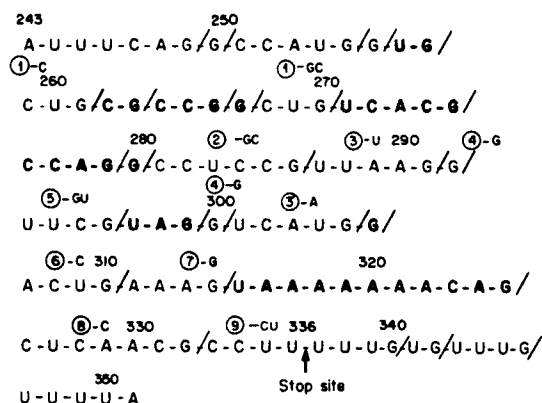 243 250
A-U-U-U-C-A-G/G/C-C-A-U-G-G/U-G/
①-C ①-GC
260 270
C-U-G/C-G-C-C-G/G/C-U-G/U-C-A-C-G/
280 ②-GC ③-U 290 ④-G
C-C-A-G/G/C-C-U-C-C-G/U-U-A-A-G-G/
⑤-GU ④-G
300
U-U-C-G/U-A-G/G/U-C-A-U-G-G/
⑥-C 310 ⑦-G 320
A-C-U-G/A-A-A-G/U-A-A-A-A-A-A-A-C-A-G/
⑧-C 330 ⑨-CU 336 340
C-U-C-A-A-C-G/C-C-U-U-U-U-U-G/U-G/U-U-U-G/
350 Stop site
U-U-U-U-A